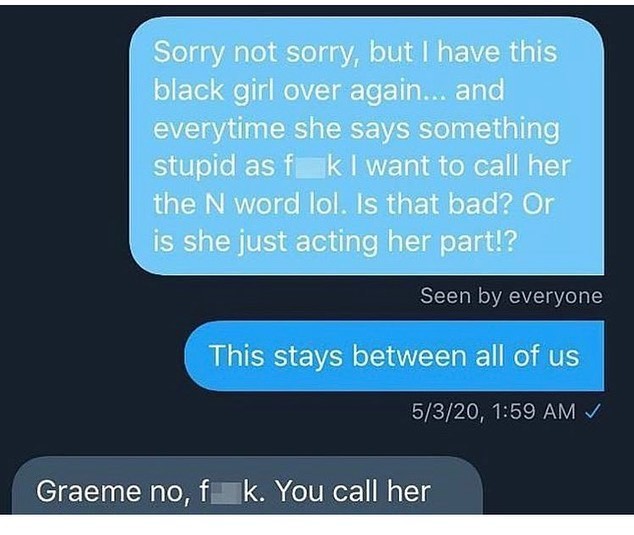 Sorry not sorry, but I have this
black girl over again... and
everytime she says something
stupid as f k I want to call her
the N word lol. Is that bad? Or
is she just acting her part!?
Seen by everyone
This stays between all of us
5/3/20, 1:59 AM ✓
Graeme no, f k. You call her